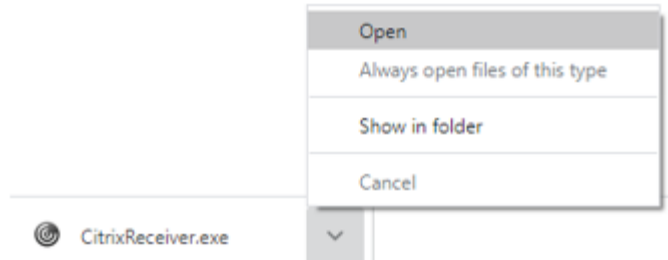 Open
Always open files of this type
Show in folder
Cancel
CitrixReceiver.exe